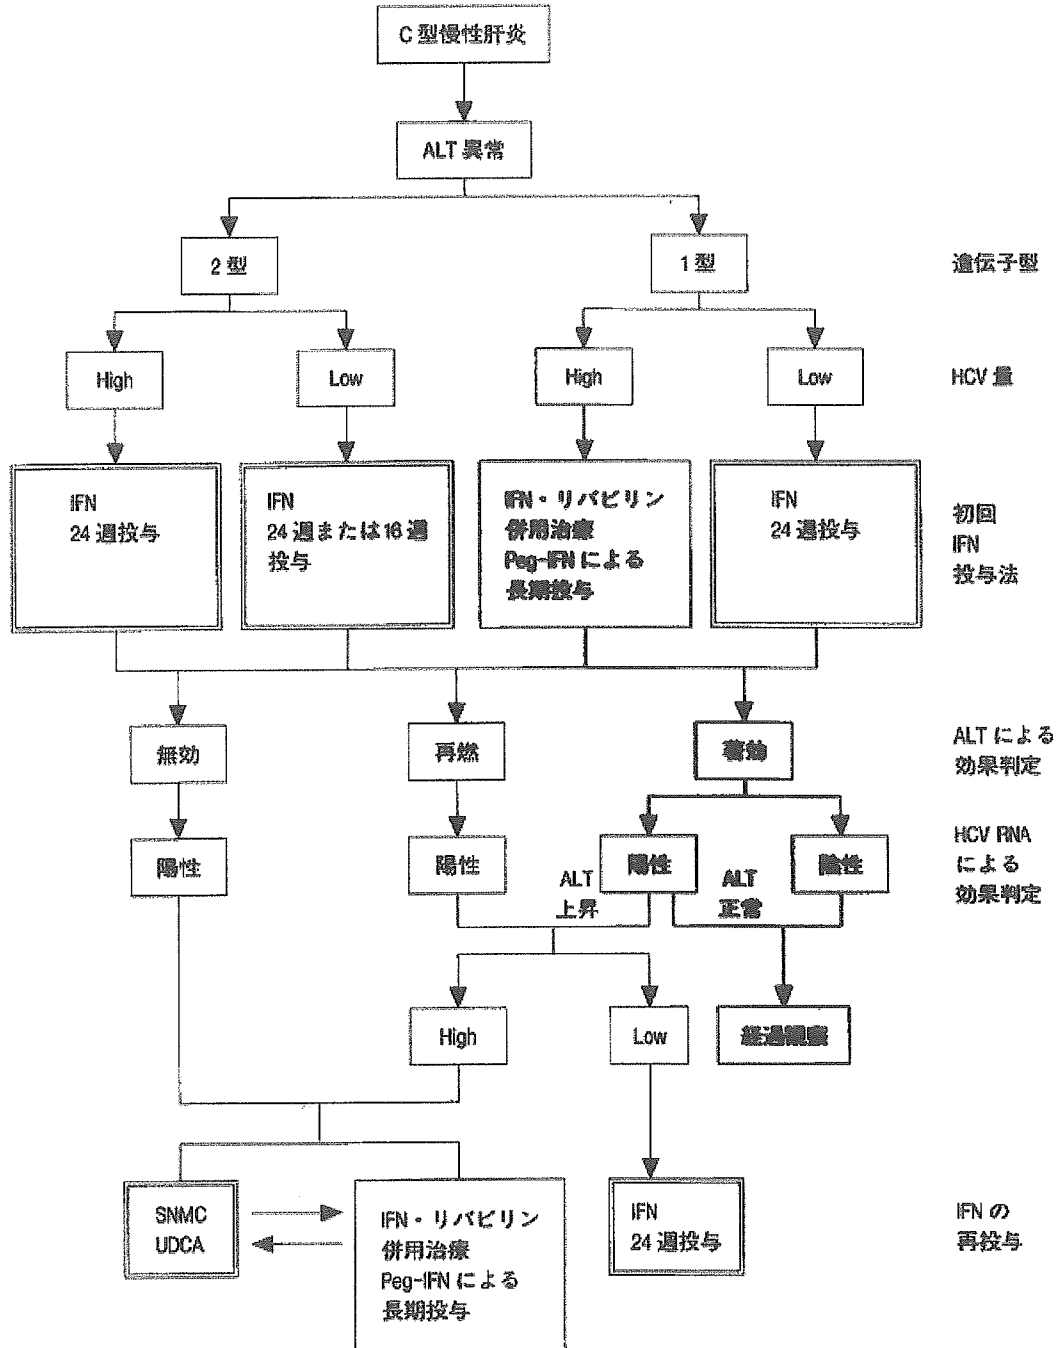 C型慢性肝炎
ALT異常
2型
1型
遺伝子型
High
Low
High
Low
HCV量
IFN
24週投与
IFN
24週または16週
投与
IFN・リバビリン
併用治療
Peg-IFNによる
長期投与
IFN
24週投与
初回
IFN
投与法
無効
再燃
著効
ALTによる
効果判定
陽性
陽性
陽性
陰性
HCV RNA
による
効果判定
ALT
上昇
ALT
正常
High
Low
経過観察
SNMC
UDCA
IFN・リバビリン
併用治療
Peg-IFNによる
長期投与
IFN
24週投与
IFNの
再投与